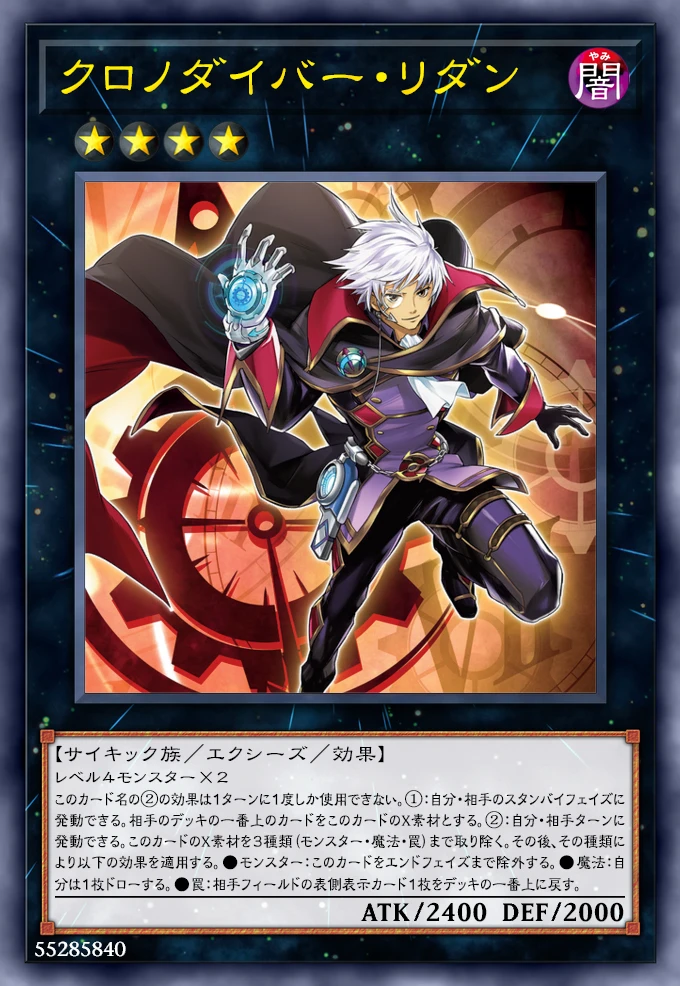 クロノダイバー・リダン
やみ
闇
【サイキック族／エクシーズ／効果】
レベル４モンスター×２
このカード名の②の効果は1ターンに1度しか使用できない。①：自分・相手のスタンバイフェイズに
発動できる。相手のデッキの一番上のカードをこのカードのX素材とする。②：自分・相手ターンに
発動できる。このカードのX素材を３種類（モンスター・魔法・罠）まで取り除く。その後、その種類に
より以下の効果を適用する。●モンスター：このカードをエンドフェイズまで除外する。●魔法：自
分は1枚ドローする。●罠：相手フィールドの表側表示カード1枚をデッキの一番上に戻す。
ATK/2400 DEF/2000
55285840